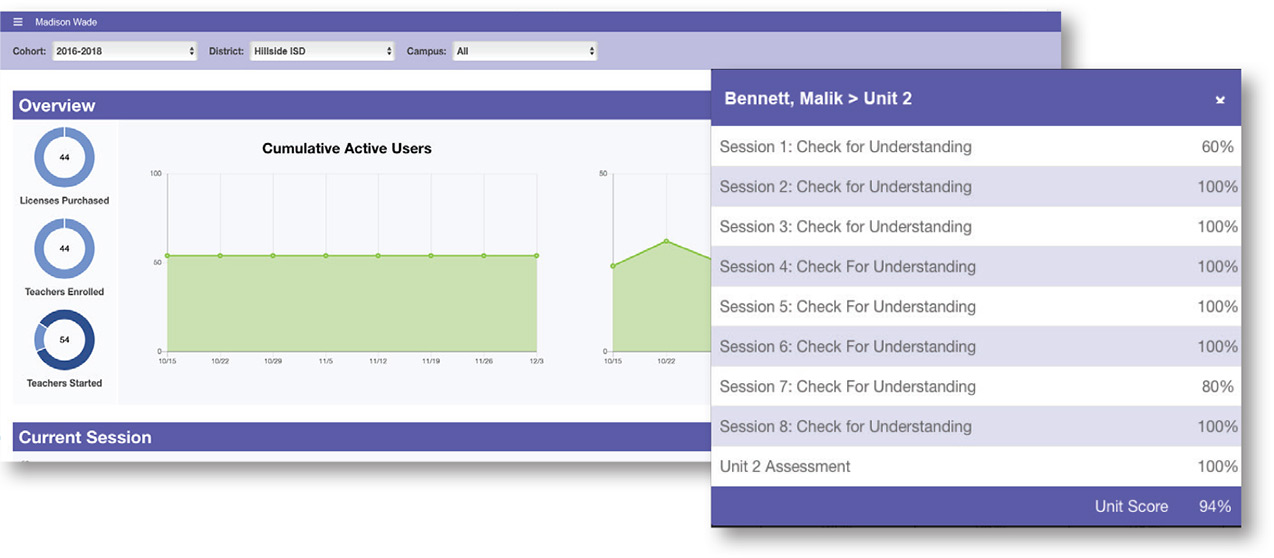 Madison Wade
Cohort: 2016-2018 District: Hillside ISD Campus: All
Overview
44
Licenses Purchased
44
Teachers Enrolled
54
Teachers Started
Cumulative Active Users
100
50
0
10/15 10/22 10/29 11/5 11/12 11/19 11/26 12/3
50
0
10/15 10/22
Current Session
Bennett, Malik > Unit 2
Session 1: Check for Understanding 60%
Session 2: Check for Understanding 100%
Session 3: Check for Understanding 100%
Session 4: Check For Understanding 100%
Session 5: Check For Understanding 100%
Session 6: Check For Understanding 100%
Session 7: Check For Understanding 80%
Session 8: Check for Understanding 100%
Unit 2 Assessment 100%
Unit Score 94%